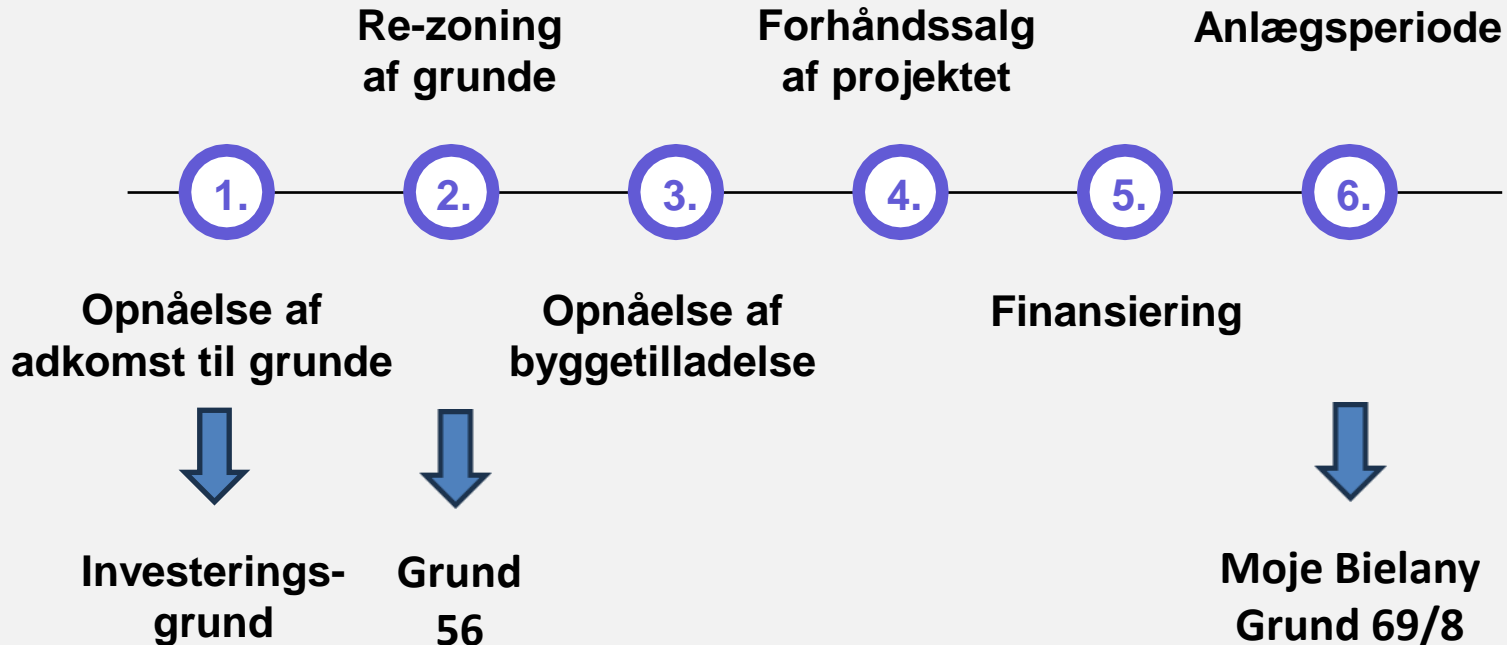 Re-zoning
af grunde
Forhåndssalg
af projektet
Anlægsperiode
1.
2.
3.
4.
5.
6.
Opnåelse af
adkomst til grunde
Opnåelse af
byggetilladelse
Finansiering
Investerings-
grund
Grund
56
Moje Bielany
Grund 69/8